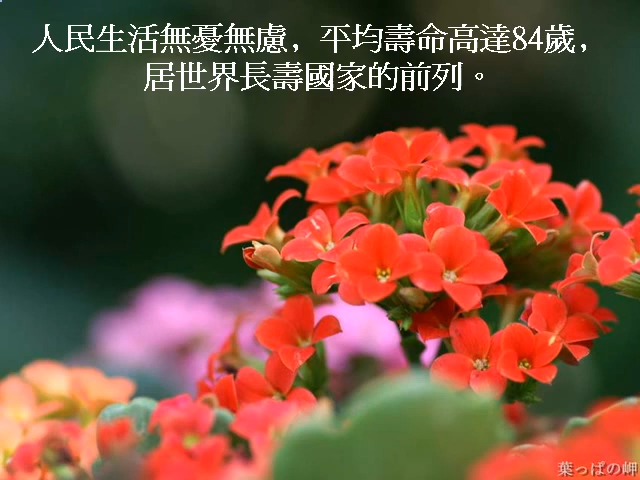 人民生活無憂無慮，平均壽命高達84歲，
居世界長壽國家的前列。
葉っぱの岬